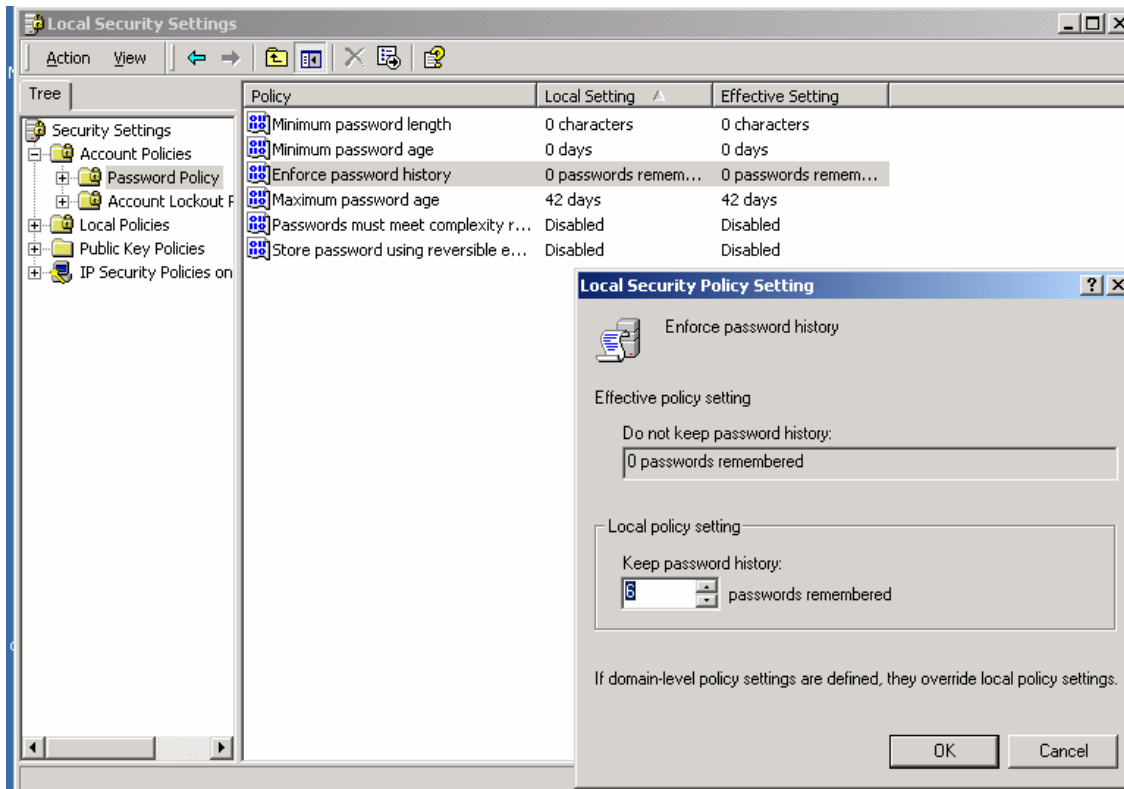 Local Security Settings
Action View
Tree
Policy Local Setting Effective Setting
Security Settings
Account Policies
Password Policy
Account Lockout P
Local Policies
Public Key Policies
IP Security Policies on
Minimum password length 0 characters 0 characters
Minimum password age 0 days 0 days
Enforce password history 0 passwords remem... 0 passwords remem...
Maximum password age 42 days 42 days
Passwords must meet complexity r... Disabled Disabled
Store password using reversible e... Disabled Disabled
Local Security Policy Setting
Enforce password history
Effective policy setting
Do not keep password history:
0 passwords remembered
Local policy setting
Keep password history:
6 passwords remembered
If domain-level policy settings are defined, they override local policy settings.
OK Cancel